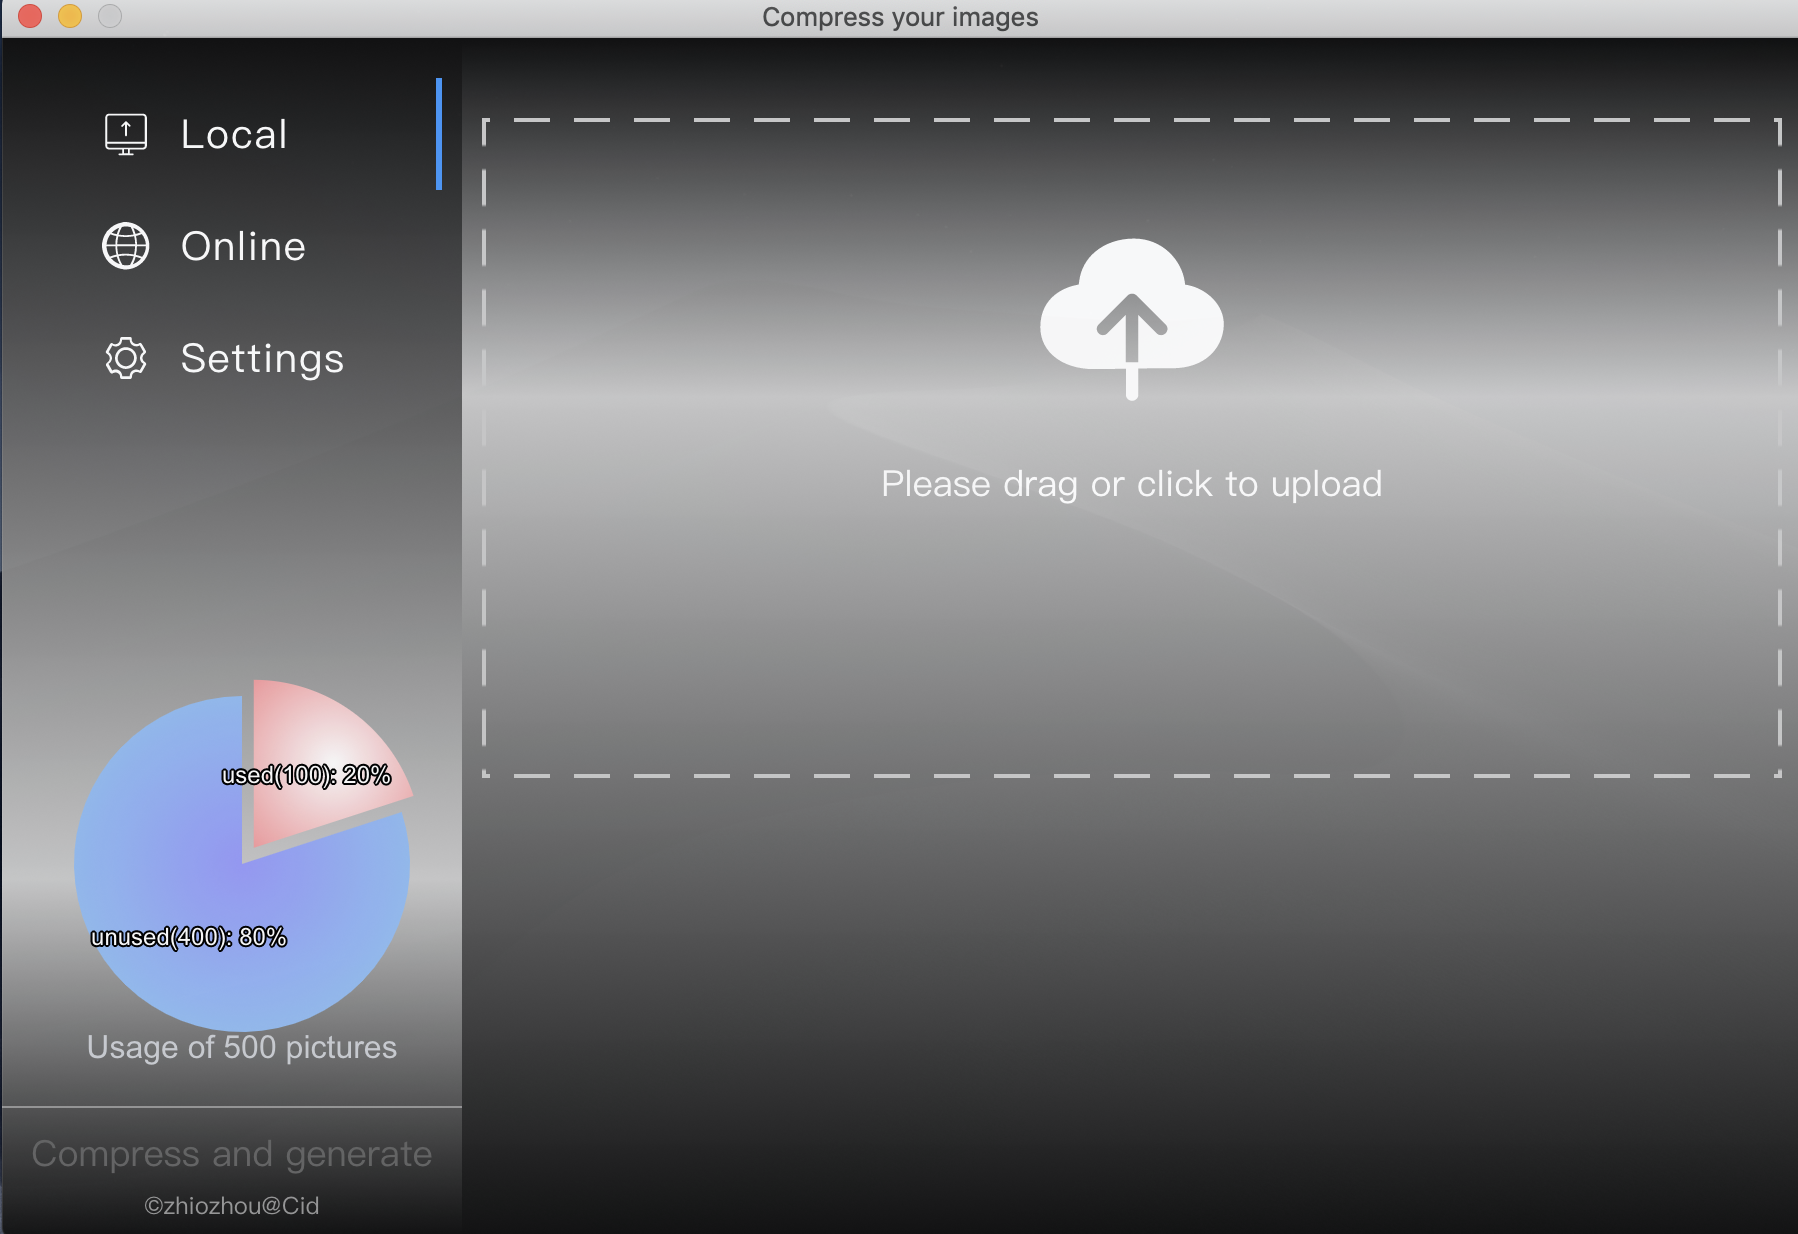 Compress your images
Local
Online
Settings
Please drag or click to upload
used(100): 20%
unused(400): 80%
Usage of 500 pictures
Compress and generate
©zhiozhou@Cid